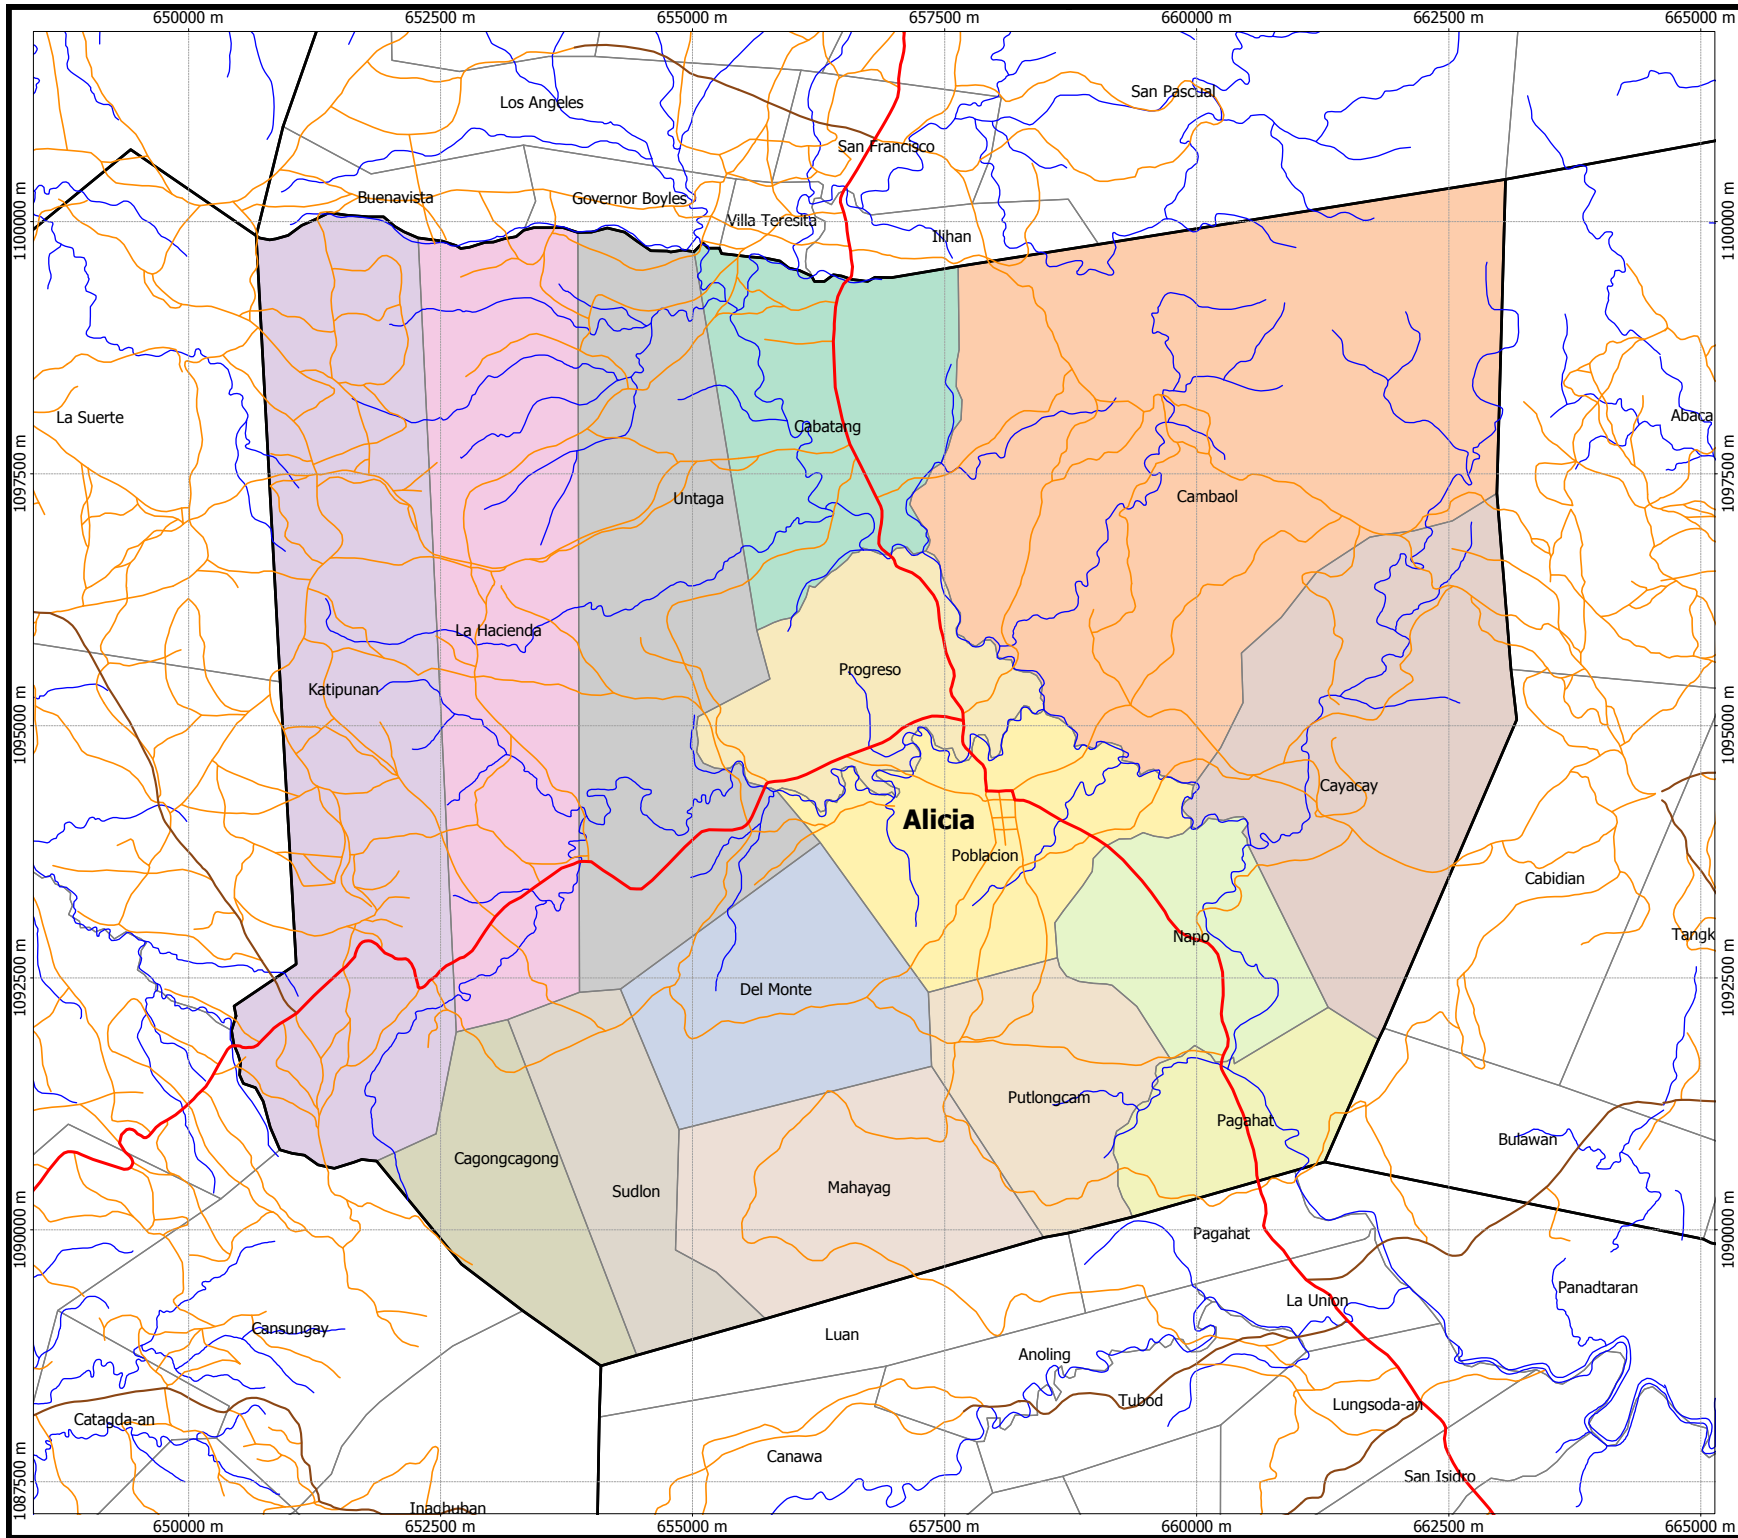 650000 m 652500 m 655000 m 657500 m 660000 m 662500 m 665000 m
San Pascual
Los Angeles
San Francisco
Buenavista
Governor Boyles
1100000 m
Villa Teresita
1100000 m
Ilihan
La Suerte
Abaca
Cabatang
1097500 m
Untaga
Cambaol
1097500 m
La Hacienda
Progreso
Katipunan
1095000 m
1095000 m
Cayacay
Alicia
Poblacion
Cabidian
Napo
Tangk
1092500 m
Del Monte
1092500 m
Putlongcam
Pagahat
Bulawan
Cagongcagong
Sudlon
Mahayag
1090000 m
Pagahat
1090000 m
Panadtaran
La Union
Cansungay
Luan
Anoling
Tubod
Lungsoda-an
Catagda-an
Canawa
1087500 m
San Isidro
1087500 m
Inaghuban
650000 m 652500 m 655000 m 657500 m 660000 m 662500 m 665000 m